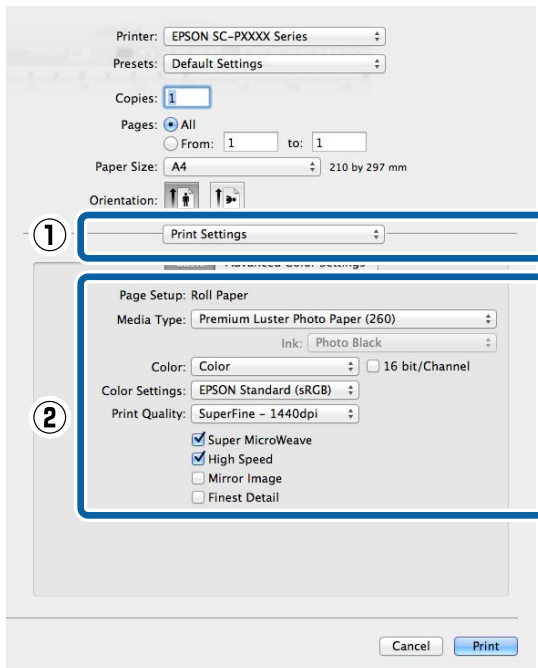 Printer: EPSON SC-PXXXX Series
Presets: Default Settings
Copies: 1
Pages: All
From: 1 to: 1
Paper Size: A4 210 by 297 mm
Orientation:
① Print Settings
Advanced Color Settings
Page Setup: Roll Paper
Media Type: Premium Luster Photo Paper (260)
Ink: Photo Black
Color: Color 16 bit/Channel
Color Settings: EPSON Standard (sRGB)
② Print Quality: SuperFine – 1440dpi
Super MicroWeave
High Speed
Mirror Image
Finest Detail
Cancel Print